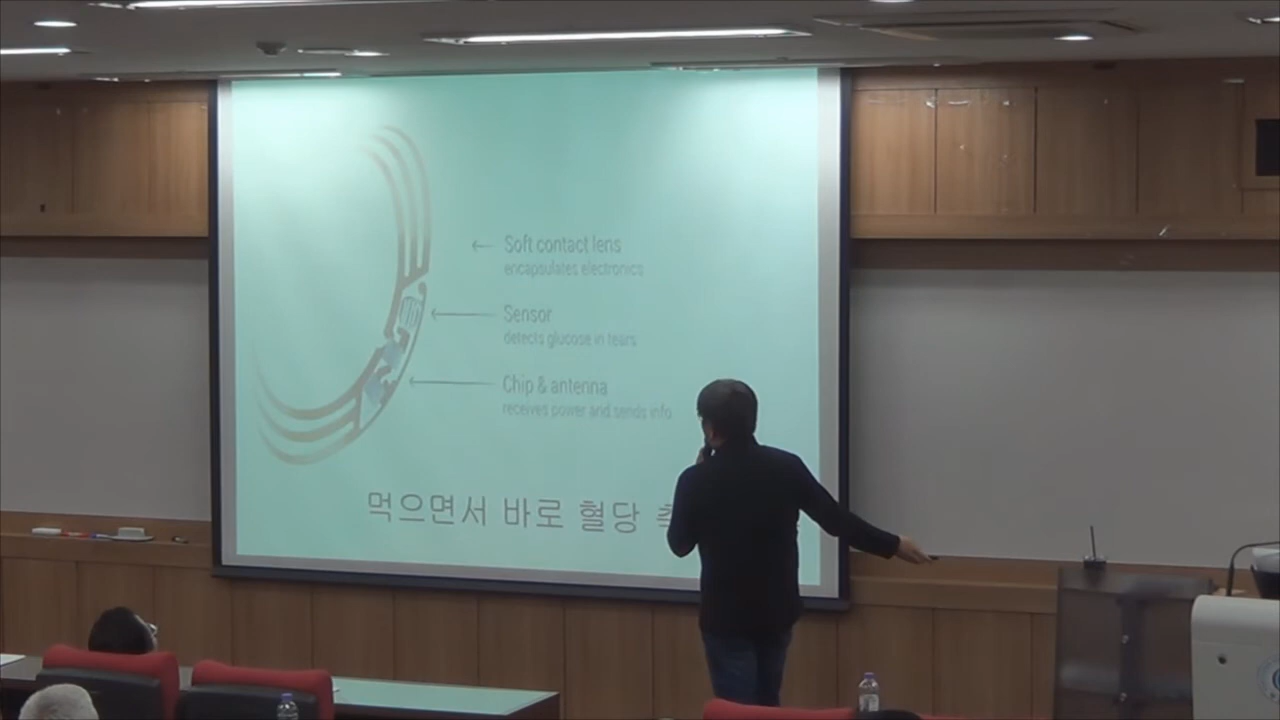 Soft contact lens
encapsulates electronics
Sensor
detects glucose in tears
Chip & antenna
receives power and sends info
먹으면서 바로 혈당